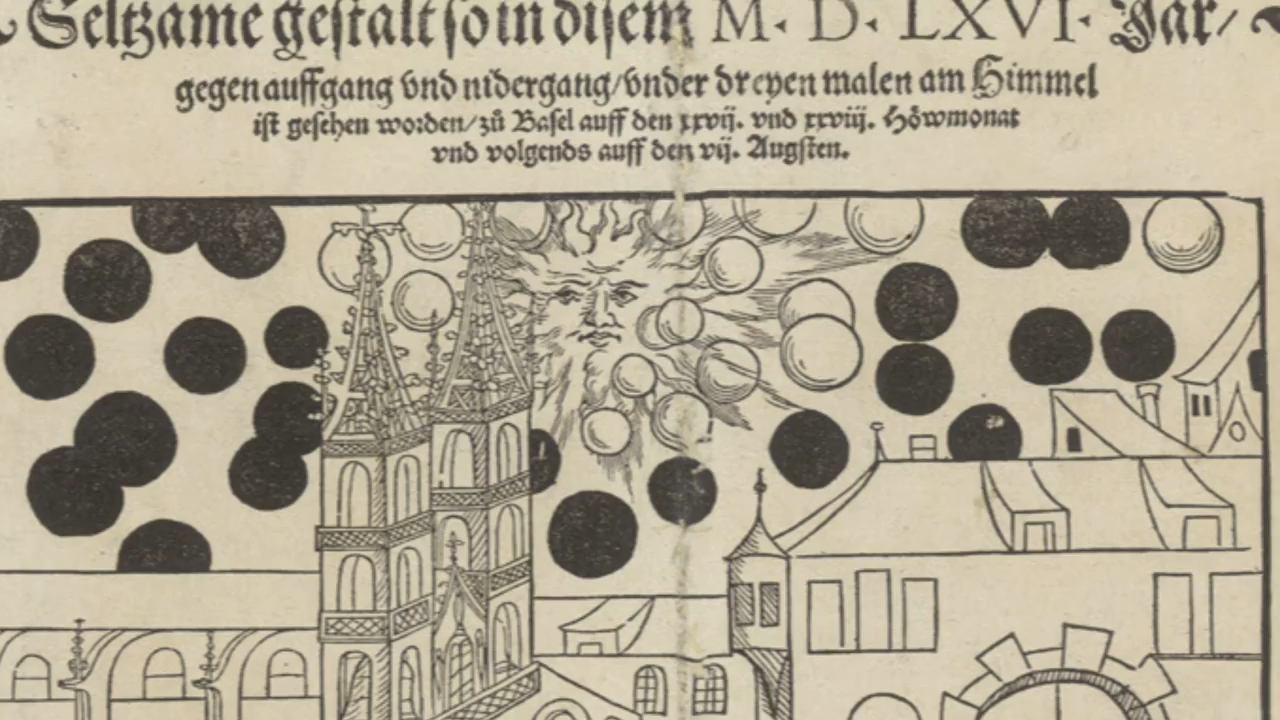 Seltzame gestalt so in disem M. D. LXVI. Jar/
gegen auffgang vnd nidergang/vnder dreyen malen am Himmel
ist gesehen worden/zů Basel auff den xxvij. vnd xxviij. Höwmonat
vnd volgends auff den vij. Augsten.